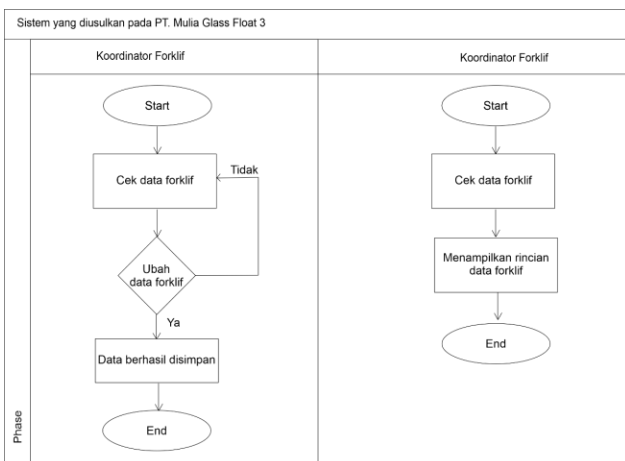 Sistem yang diusulkan pada PT. Mulia Glass Float 3
Koordinator Forklif
Koordinator Forklif
Phase
Start
Cek data forklif
Tidak
Ubah
data forklif
Ya
Data berhasil disimpan
End
Start
Cek data forklif
Menampilkan rincian
data forklif
End